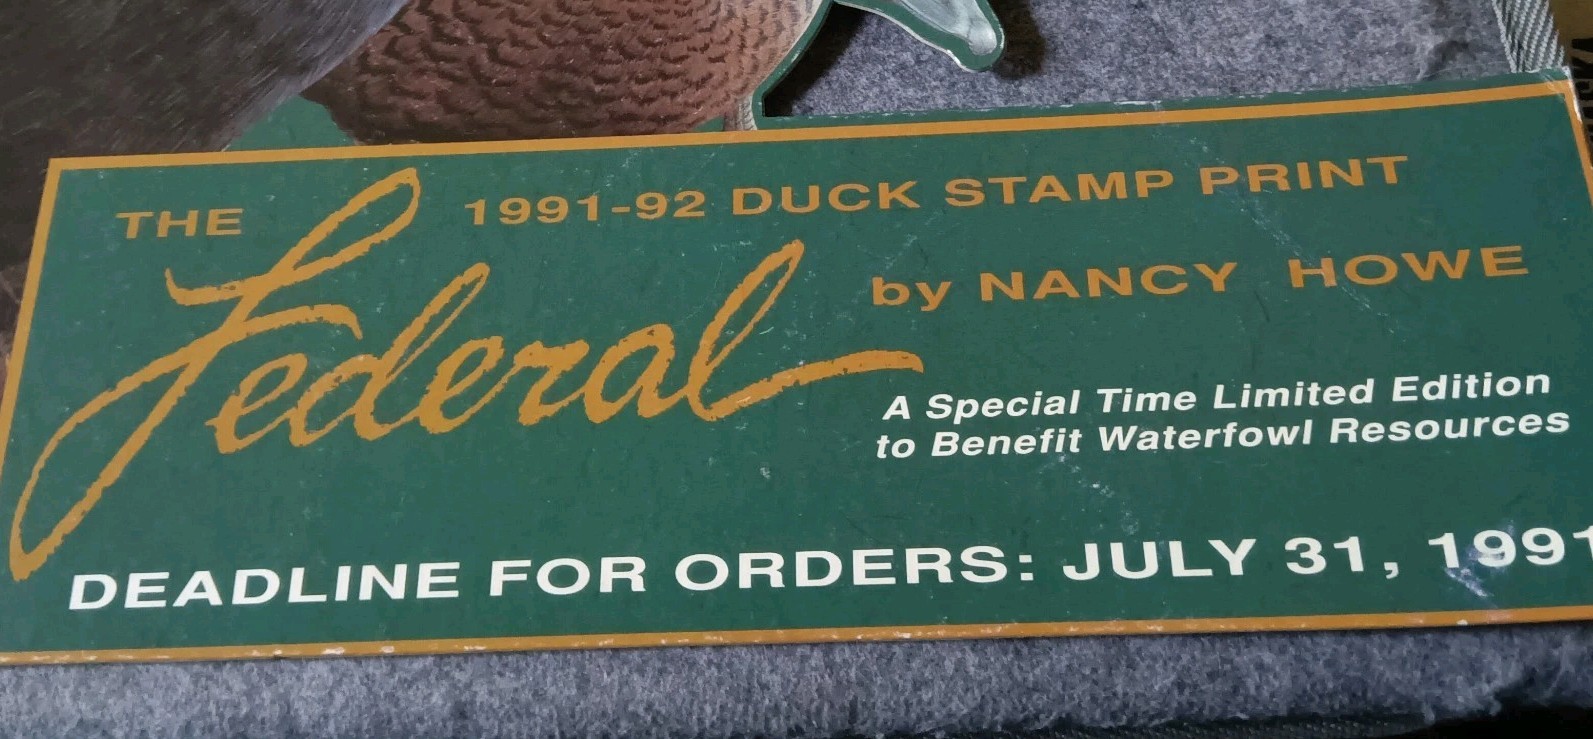 THE Federal 1991-92 DUCK STAMP PRINT
by NANCY HOWE
A Special Time Limited Edition
to Benefit Waterfowl Resources
DEADLINE FOR ORDERS: JULY 31, 1991